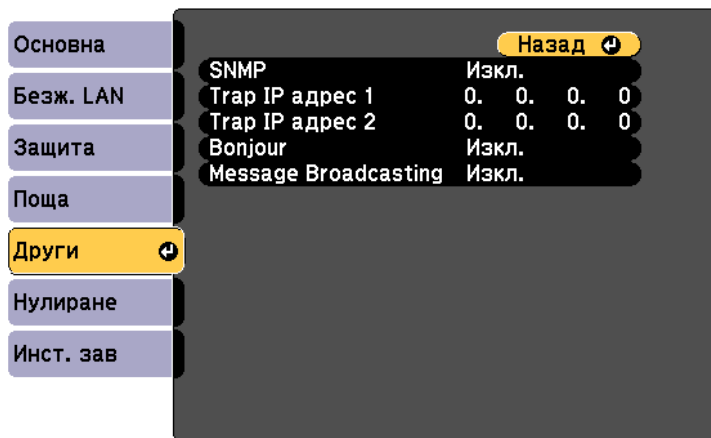 Основна
Безж. LAN
Защита
Поща
Други
Нулиране
Инст. зав
Назад
SNMP Изкл.
Trap IP адрес 1 0. 0. 0. 0
Trap IP адрес 2 0. 0. 0. 0
Bonjour Изкл.
Message Broadcasting Изкл.